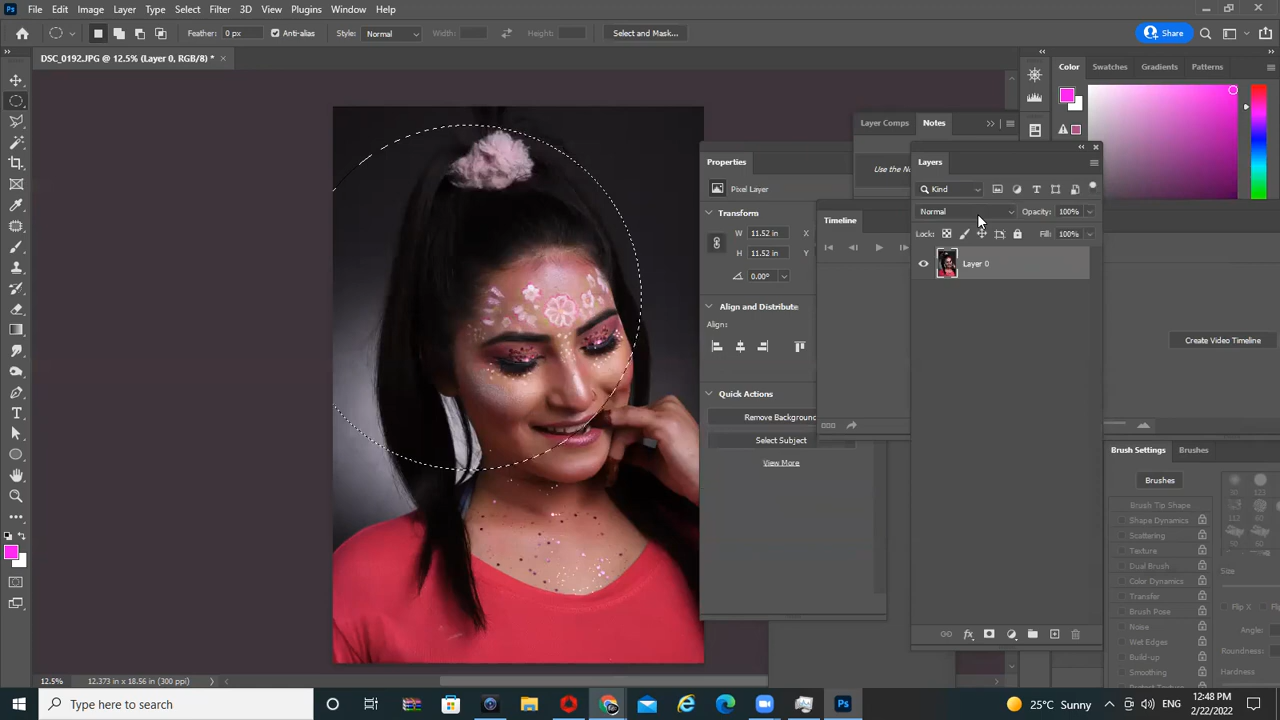 Ps File Edit Image Layer Type Select Filter 3D View Plugins Window Help
Feather: 0 px Anti-alias Style: Normal Width: Height: Select and Mask... Share
DSC_0192.JPG @ 12.5% (Layer 0, RGB/8) * ×
Color Swatches Gradients Patterns
Layer Comps Notes
Use the No
Properties
Pixel Layer
Transform
W 11.52 in X
H 11.52 in Y
0.00°
Align and Distribute
Align:
Quick Actions
Remove Background
Select Subject
View More
Timeline
Create Video Timeline
Layers
Kind
Normal Opacity: 100%
Lock: Fill: 100%
Layer 0
Brush Settings Brushes
Brushes
Brush Tip Shape
Shape Dynamics
Scattering
Texture
Dual Brush
Color Dynamics
Transfer
Brush Pose
Noise
Wet Edges
Build-up
Smoothing
Size
Flip X Flip
Angle:
Roundness:
Hardness
12.5% 12.373 in x 18.56 in (300 ppi)
Type here to search
25°C Sunny
ENG
12:48 PM
2/22/2022